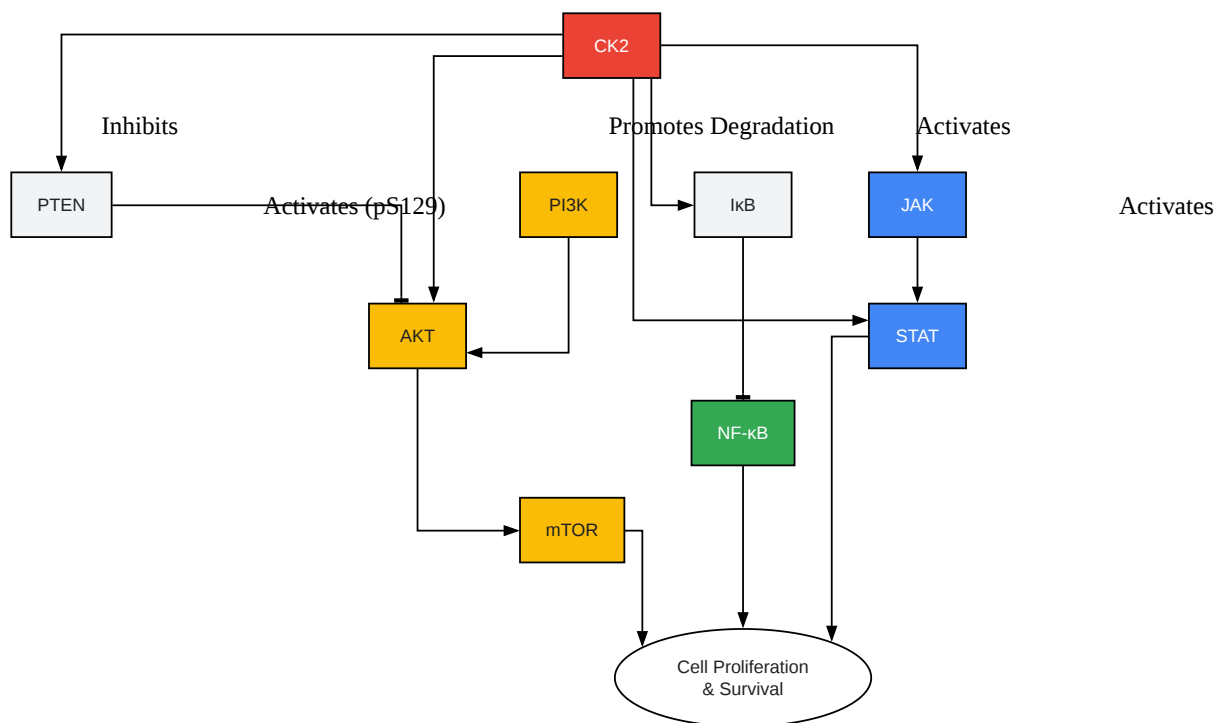 CK2
Inhibits
Promotes Degradation
Activates
PTEN
Activates (pS129)
PI3K
IκB
JAK
Activates
AKT
STAT
NF-κB
mTOR
Cell Proliferation
& Survival